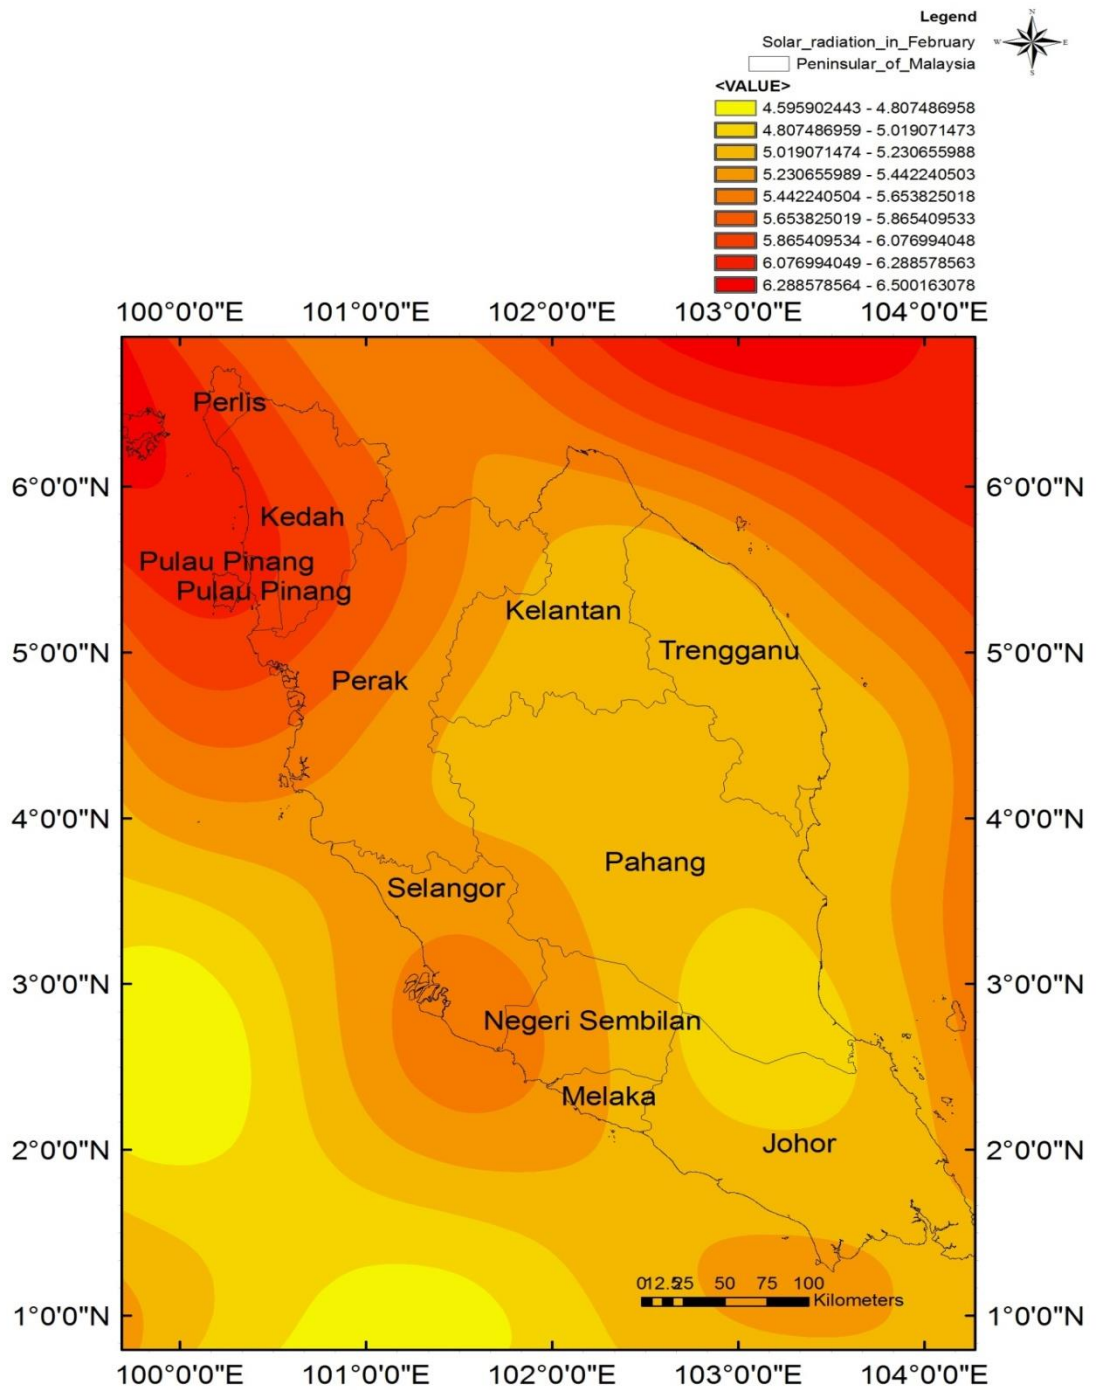 Legend
N
Solar_radiation_in_February
W E
Peninsular_of_Malaysia
S
<VALUE>
4.595902443 - 4.807486958
4.807486959 - 5.019071473
5.019071474 - 5.230655988
5.230655989 - 5.442240503
5.442240504 - 5.653825018
5.653825019 - 5.865409533
5.865409534 - 6.076994048
6.076994049 - 6.288578563
6.288578564 - 6.500163078
100°0'0"E 101°0'0"E 102°0'0"E 103°0'0"E 104°0'0"E
Perlis
6°0'0"N 6°0'0"N
Kedah
Pulau Pinang
Pulau Pinang
Kelantan
5°0'0"N Trengganu 5°0'0"N
Perak
4°0'0"N 4°0'0"N
Pahang
Selangor
3°0'0"N 3°0'0"N
Negeri Sembilan
Melaka
2°0'0"N Johor 2°0'0"N
0 12.5 25 50 75 100
Kilometers
1°0'0"N 1°0'0"N
100°0'0"E 101°0'0"E 102°0'0"E 103°0'0"E 104°0'0"E